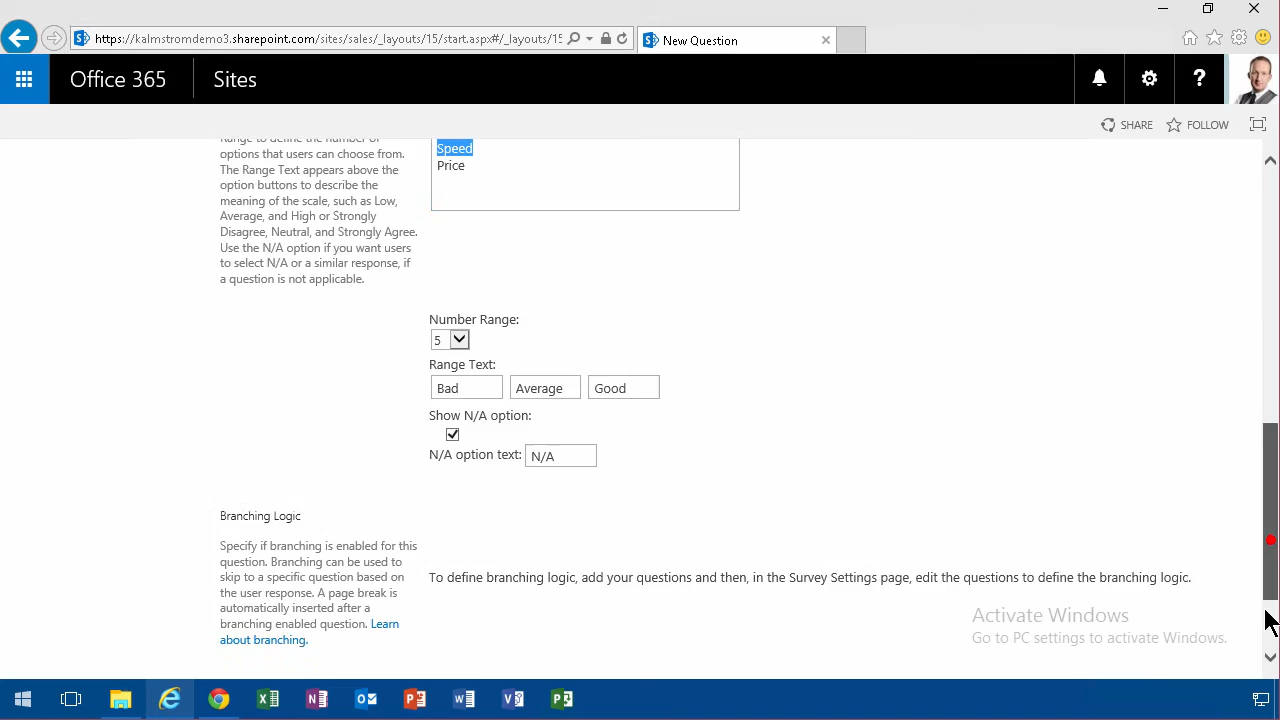 https://kalmstromdemo3.sharepoint.com/sites/sales/_layouts/15/start.aspx#/_layouts/15
New Question
Office 365
Sites
SHARE
FOLLOW
Range to define the number of
options that users can choose from.
The Range Text appears above the
option buttons to describe the
meaning of the scale, such as Low,
Average, and High or Strongly
Disagree, Neutral, and Strongly Agree.
Use the N/A option if you want users
to select N/A or a similar response, if
a question is not applicable.
Speed
Price
Number Range:
5
Range Text:
Bad
Average
Good
Show N/A option:
N/A option text:
N/A
Branching Logic
Specify if branching is enabled for this
question. Branching can be used to
skip to a specific question based on
the user response. A page break is
automatically inserted after a
branching enabled question. Learn
about branching.
To define branching logic, add your questions and then, in the Survey Settings page, edit the questions to define the branching logic.
Activate Windows
Go to PC settings to activate Windows.